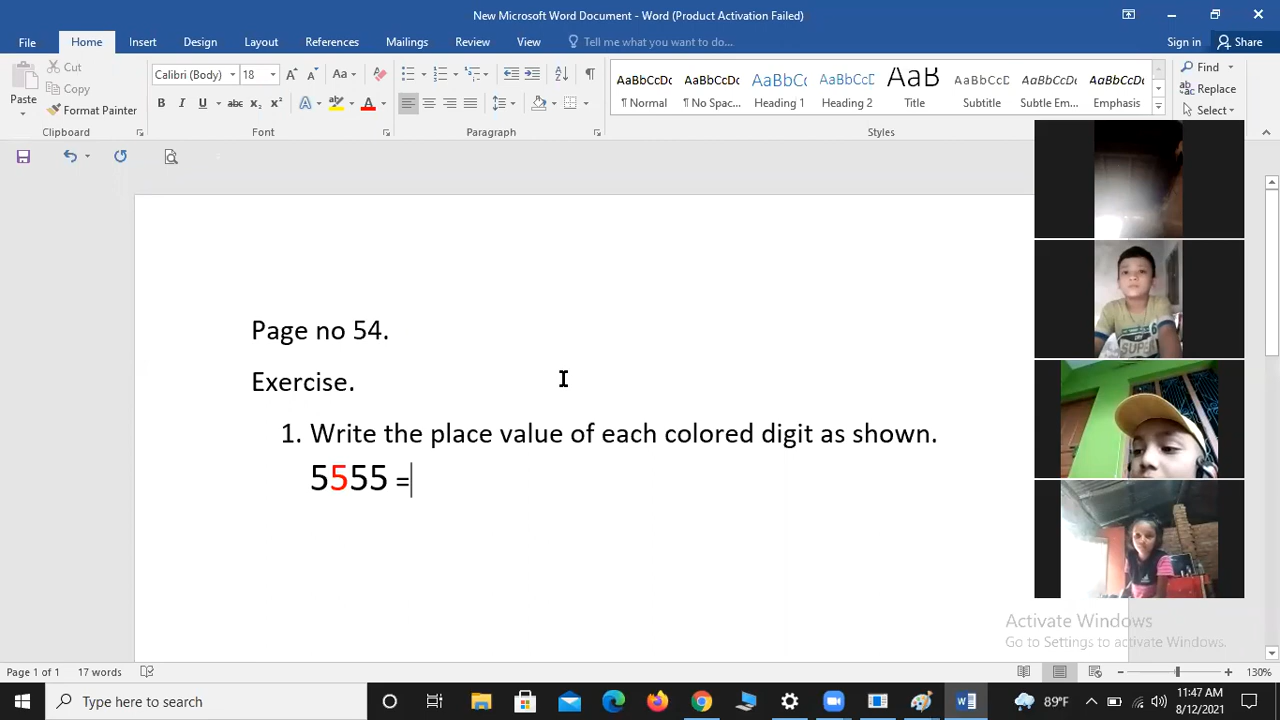 New Microsoft Word Document - Word (Product Activation Failed)
File Home Insert Design Layout References Mailings Review View Tell me what you want to do... Sign in Share
Paste Cut Copy Format Painter
Clipboard
Calibri (Body) 18
Font
Paragraph
AaBbCcDc AaBbCcDc AaBbCc AaBbCcD AaB AaBbCcD AaBbCcDc AaBbCcDc
¶ Normal ¶ No Spac... Heading 1 Heading 2 Title Subtitle Subtle Em... Emphasis
Styles
Find Replace Select
Page no 54.
Exercise.
1. Write the place value of each colored digit as shown.
5555 =
SUPER
6
Activate Windows
Go to Settings to activate Windows.
Page 1 of 1 17 words 130%
Type here to search
89°F
11:47 AM
8/12/2021